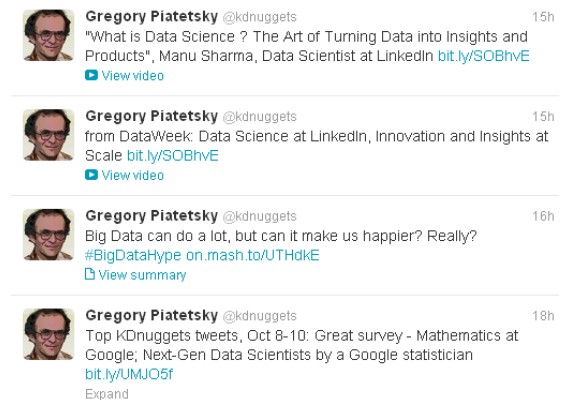 Gregory Piatetsky @kdnuggets 15h
"What is Data Science ? The Art of Turning Data into Insights and
Products", Manu Sharma, Data Scientist at LinkedIn bit.ly/SOBhvE
View video
Gregory Piatetsky @kdnuggets 15h
from DataWeek: Data Science at LinkedIn, Innovation and Insights at
Scale bit.ly/SOBhvE
View video
Gregory Piatetsky @kdnuggets 16h
Big Data can do a lot, but can it make us happier? Really?
#BigDataHype on.mash.to/UTHdkE
View summary
Gregory Piatetsky @kdnuggets 18h
Top KDnuggets tweets, Oct 8-10: Great survey - Mathematics at
Google; Next-Gen Data Scientists by a Google statistician
bit.ly/UMJO5f
Expand